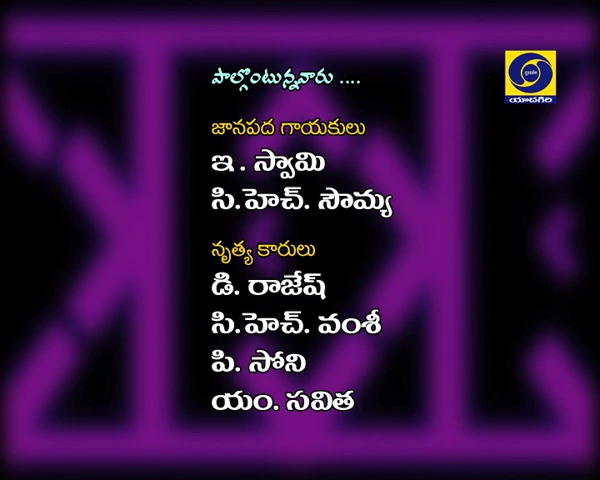 పాల్గొంటున్నవారు ....
యాదగిరి
జానపద గాయకులు
ఇ. స్వామి
సి.హెచ్. సౌమ్య
నృత్య కారులు
డి. రాజేష్
సి.హెచ్. వంశీ
పి. సోని
యం. సవిత